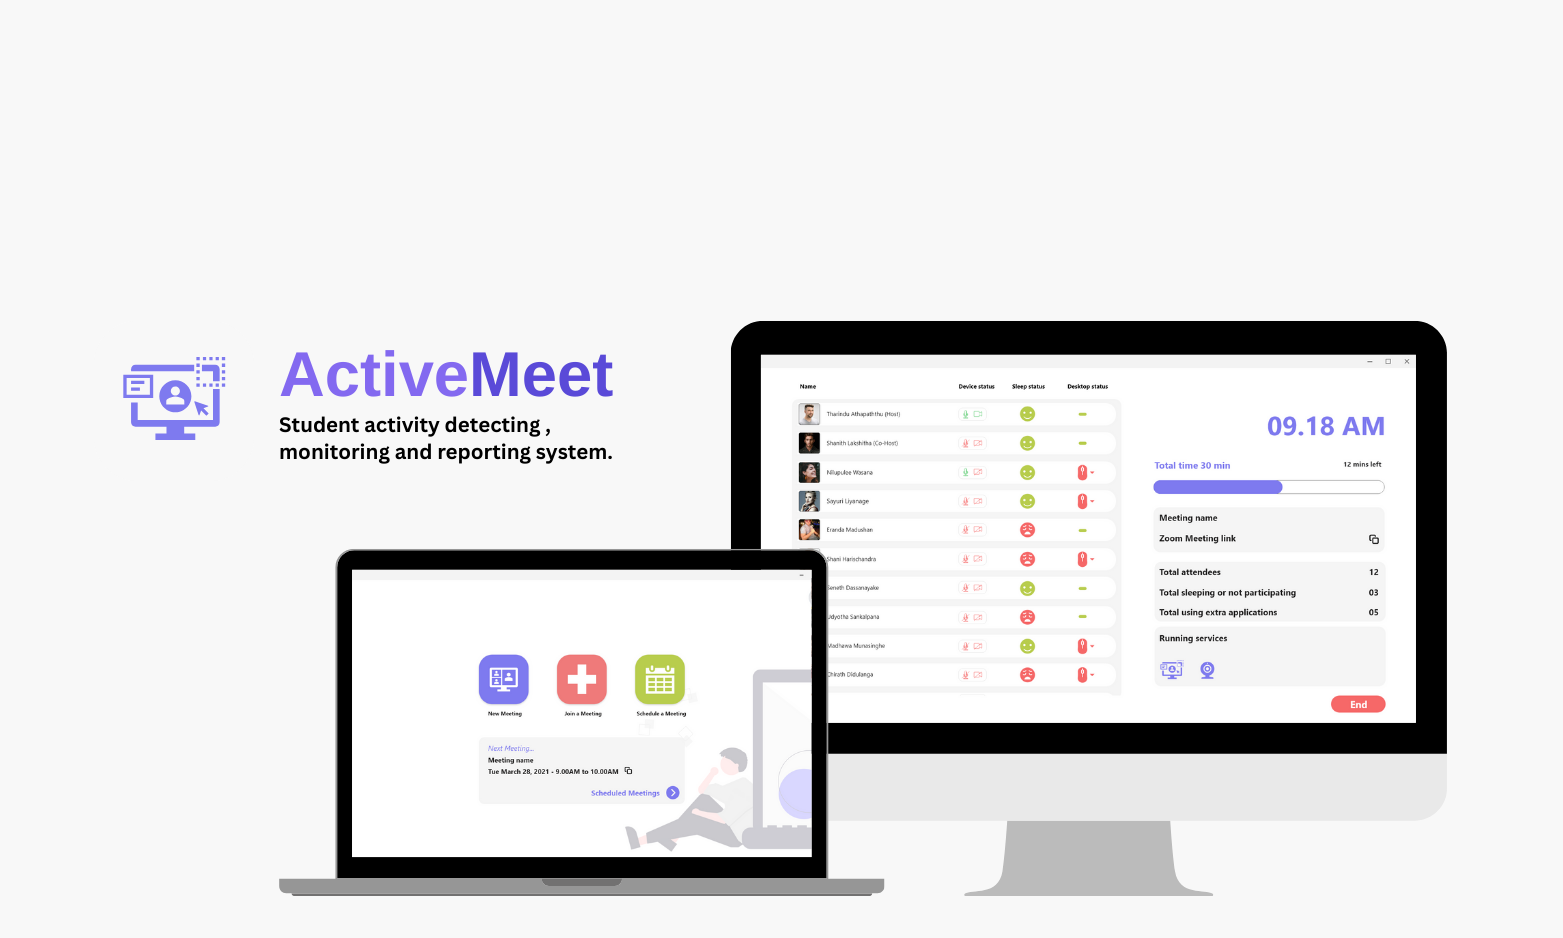 ActiveMeet
Student activity detecting ,
monitoring and reporting system.
Name Device status Sleep status Desktop status
Tharindu Athapaththu (Host)
Shanith Lakshitha (Co-Host)
Nilupulee Wasana
Sayuri Liyanage
Eranda Madushan
Shani Harischandra
Seneth Dassanayake
Udyotha Sankalpana
Madhawa Munasinghe
Chirath Didulanga
09.18 AM
Total time 30 min 12 mins left
Meeting name
Zoom Meeting link
Total attendees 12
Total sleeping or not participating 03
Total using extra applications 05
Running services
End
New Meeting Join a Meeting Schedule a Meeting
Next Meeting...
Meeting name
Tue March 28, 2021 - 9.00AM to 10.00AM
Scheduled Meetings